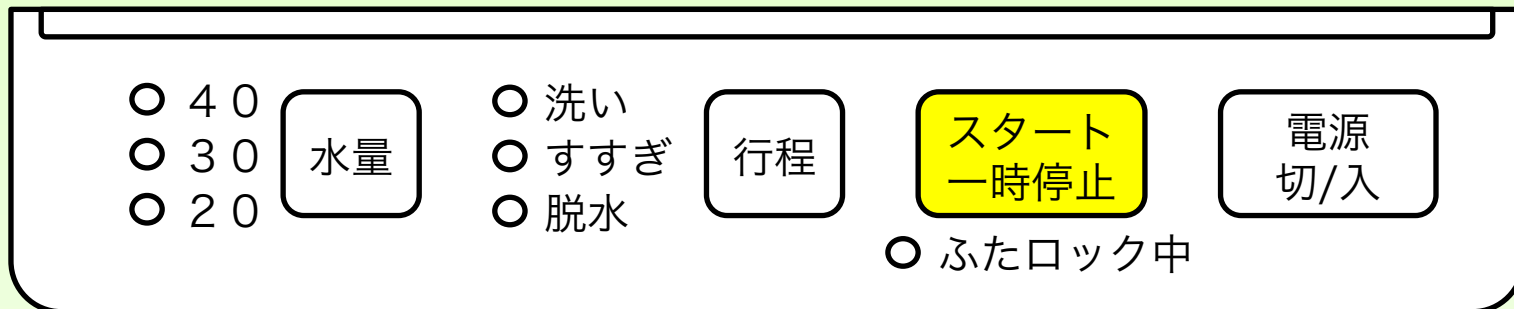 ４０
３０
２０
水量
洗い
すすぎ
脱水
行程
スタート
一時停止
ふたロック中
電源
切/入